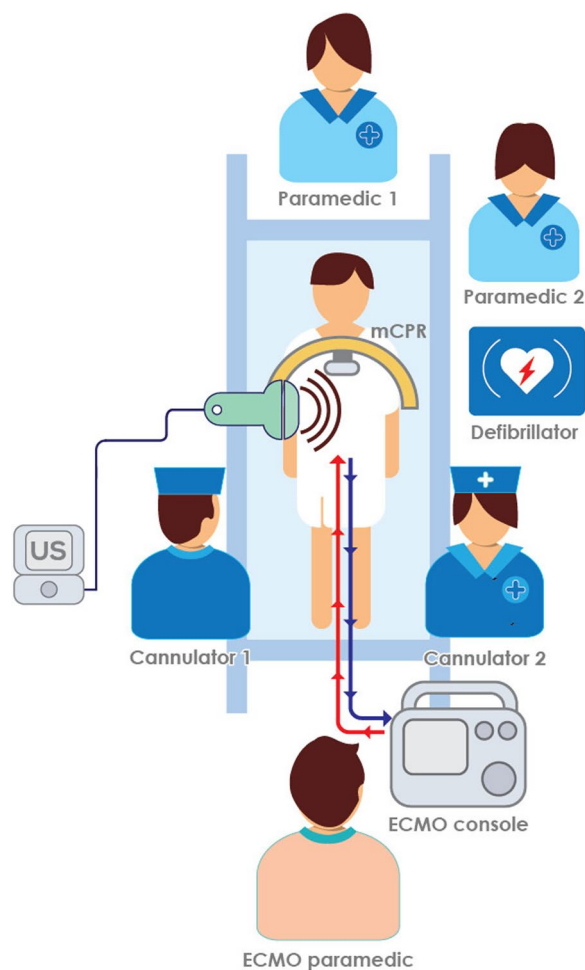 Paramedic 1
Paramedic 2
mCPR
Defibrillator
US
Cannulator 1
Cannulator 2
ECMO console
ECMO paramedic